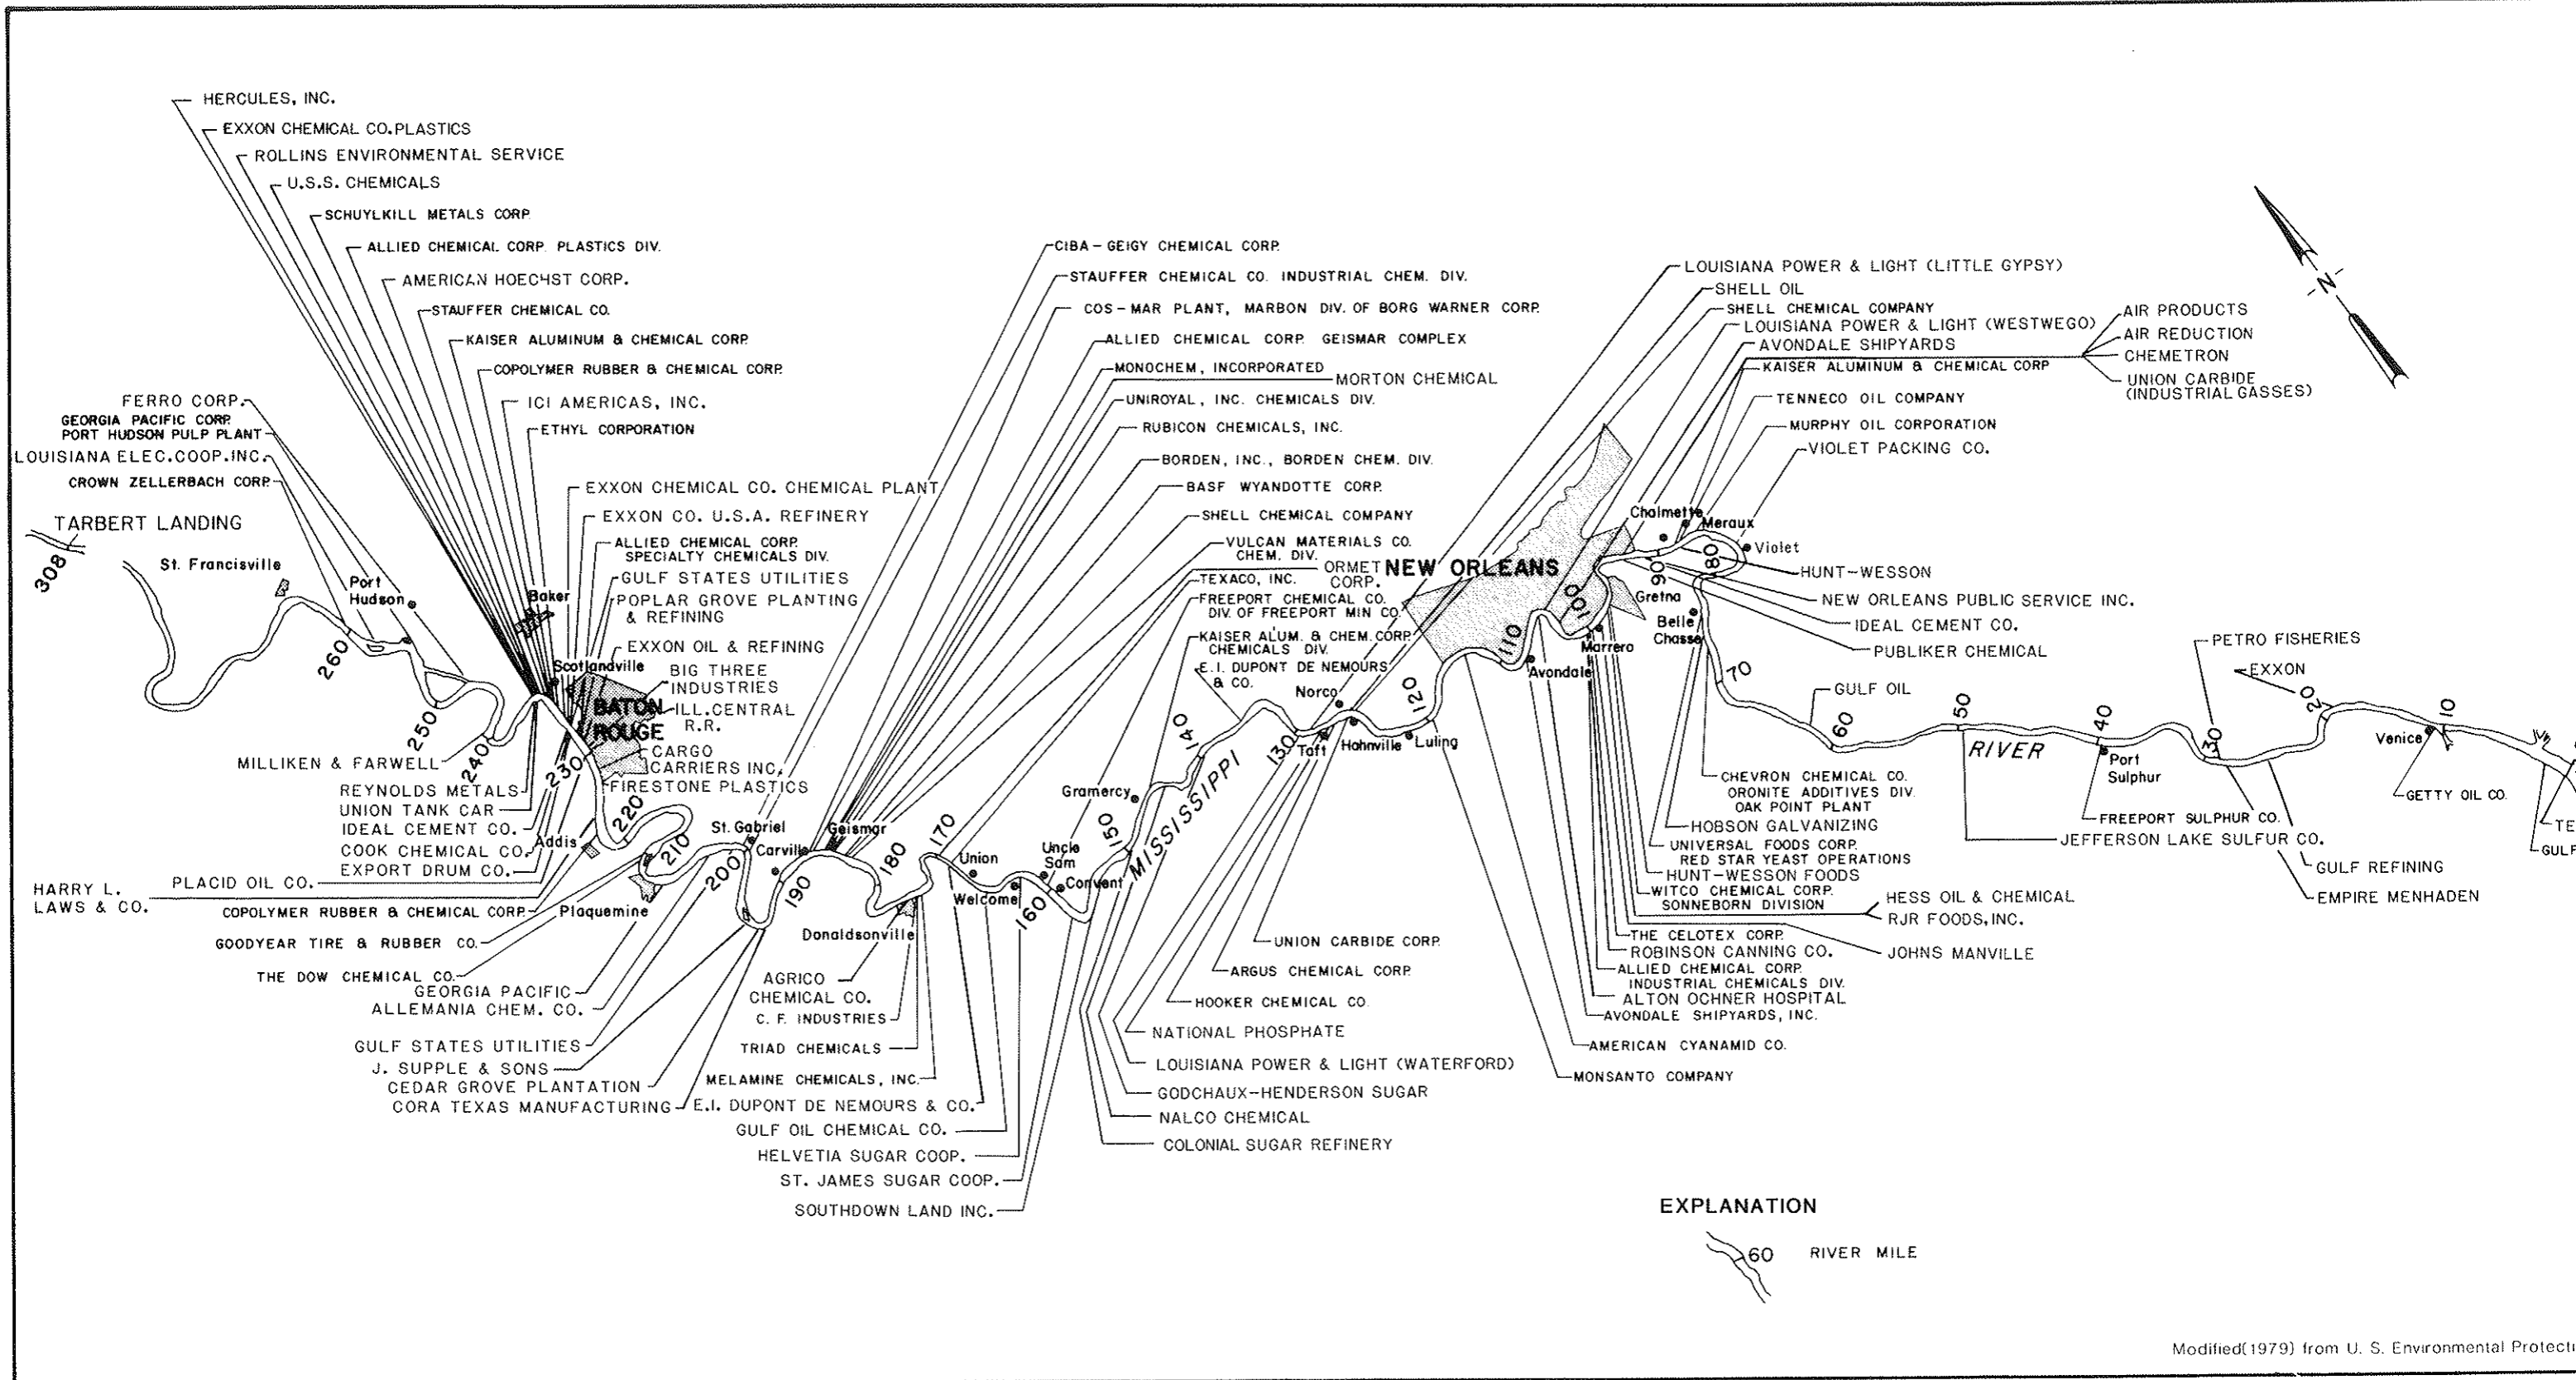 HERCULES, INC.
EXXON CHEMICAL CO. PLASTICS
ROLLINS ENVIRONMENTAL SERVICE
U.S.S. CHEMICALS
SCHUYLKILL METALS CORP.
ALLIED CHEMICAL CORP. PLASTICS DIV.
AMERICAN HOECHST CORP.
STAUFFER CHEMICAL CO.
KAISER ALUMINUM & CHEMICAL CORP.
COPOLYMER RUBBER & CHEMICAL CORP.
ICI AMERICAS, INC.
ETHYL CORPORATION
FERRO CORP.
GEORGIA PACIFIC CORP.
PORT HUDSON PULP PLANT
LOUISIANA ELEC. COOP. INC.
CROWN ZELLERBACH CORP.
TARBERT LANDING
308
St. Francisville
Port
Hudson
260
250
240
Baker
Scotlandville
BATON
ROUGE
EXXON CHEMICAL CO. CHEMICAL PLANT
EXXON CO. U.S.A. REFINERY
ALLIED CHEMICAL CORP.
SPECIALTY CHEMICALS DIV.
GULF STATES UTILITIES
POPLAR GROVE PLANTING
& REFINING
EXXON OIL & REFINING
BIG THREE
INDUSTRIES
ILL. CENTRAL
R.R.
CARGO
CARRIERS INC.
FIRESTONE PLASTICS
MILLIKEN & FARWELL
REYNOLDS METALS
UNION TANK CAR
IDEAL CEMENT CO.
COOK CHEMICAL CO.
EXPORT DRUM CO.
PLACID OIL CO.
HARRY L.
LAWS & CO.
COPOLYMER RUBBER & CHEMICAL CORP.
GOODYEAR TIRE & RUBBER CO.
THE DOW CHEMICAL CO.
GEORGIA PACIFIC
ALLEMANIA CHEM. CO.
GULF STATES UTILITIES
J. SUPPLE & SONS
CEDAR GROVE PLANTATION
CORA TEXAS MANUFACTURING
230
220
Addis
210
Plaquemine
200
St. Gabriel
Carville
190
Geismar
180
170
Donaldsonville
Union
Welcome
Uncle
Sam
Convent
160
150
Gramercy
140
MISSISSIPPI
AGRICO
CHEMICAL CO.
C. F. INDUSTRIES
TRIAD CHEMICALS
MELAMINE CHEMICALS, INC.
E.I. DUPONT DE NEMOURS & CO.
GULF OIL CHEMICAL CO.
HELVETIA SUGAR COOP.
ST. JAMES SUGAR COOP.
SOUTHDOWN LAND INC.
CIBA-GEIGY CHEMICAL CORP.
STAUFFER CHEMICAL CO. INDUSTRIAL CHEM. DIV.
COS-MAR PLANT, MARBON DIV. OF BORG WARNER CORP.
ALLIED CHEMICAL CORP. GEISMAR COMPLEX
MONOCHEM, INCORPORATED
MORTON CHEMICAL
UNIROYAL, INC. CHEMICALS DIV.
RUBICON CHEMICALS, INC.
BORDEN, INC., BORDEN CHEM. DIV.
BASF WYANDOTTE CORP.
SHELL CHEMICAL COMPANY
VULCAN MATERIALS CO.
CHEM. DIV.
ORMET
CORP.
TEXACO, INC.
FREEPORT CHEMICAL CO.
DIV. OF FREEPORT MIN CO.
KAISER ALUM. & CHEM. CORP.
CHEMICALS DIV.
E.I. DUPONT DE NEMOURS
& CO.
Norco
130
Taft
Hahnville
Luling
120
NEW ORLEANS
110
Avondale
100
Marrero
Gretna
90
Chalmette
Meraux
80
Violet
Belle
Chasse
70
UNION CARBIDE CORP.
ARGUS CHEMICAL CORP.
HOOKER CHEMICAL CO.
NATIONAL PHOSPHATE
LOUISIANA POWER & LIGHT (WATERFORD)
GODCHAUX-HENDERSON SUGAR
NALCO CHEMICAL
COLONIAL SUGAR REFINERY
LOUISIANA POWER & LIGHT (LITTLE GYPSY)
SHELL OIL
SHELL CHEMICAL COMPANY
LOUISIANA POWER & LIGHT (WESTWEGO)
AVONDALE SHIPYARDS
KAISER ALUMINUM & CHEMICAL CORP
AIR PRODUCTS
AIR REDUCTION
CHEMETRON
UNION CARBIDE
(INDUSTRIAL GASSES)
TENNECO OIL COMPANY
MURPHY OIL CORPORATION
VIOLET PACKING CO.
HUNT-WESSON
NEW ORLEANS PUBLIC SERVICE INC.
IDEAL CEMENT CO.
PUBLIKER CHEMICAL
GULF OIL
CHEVRON CHEMICAL CO.
ORONITE ADDITIVES DIV.
OAK POINT PLANT
HOBSON GALVANIZING
UNIVERSAL FOODS CORP.
RED STAR YEAST OPERATIONS
HUNT-WESSON FOODS
WITCO CHEMICAL CORP.
SONNEBORN DIVISION
HESS OIL & CHEMICAL
RJR FOODS, INC.
THE CELOTEX CORP.
ROBINSON CANNING CO.
JOHNS MANVILLE
ALLIED CHEMICAL CORP.
INDUSTRIAL CHEMICALS DIV.
ALTON OCHNER HOSPITAL
AVONDALE SHIPYARDS, INC.
AMERICAN CYANAMID CO.
MONSANTO COMPANY
N
60
50
RIVER
40
Port
Sulphur
30
20
Venice
10
PETRO FISHERIES
EXXON
GETTY OIL CO.
FREEPORT SULPHUR CO.
JEFFERSON LAKE SULFUR CO.
GULF REFINING
EMPIRE MENHADEN
TE
GULF
EXPLANATION
60 RIVER MILE
Modified(1979) from U. S. Environmental Protecti